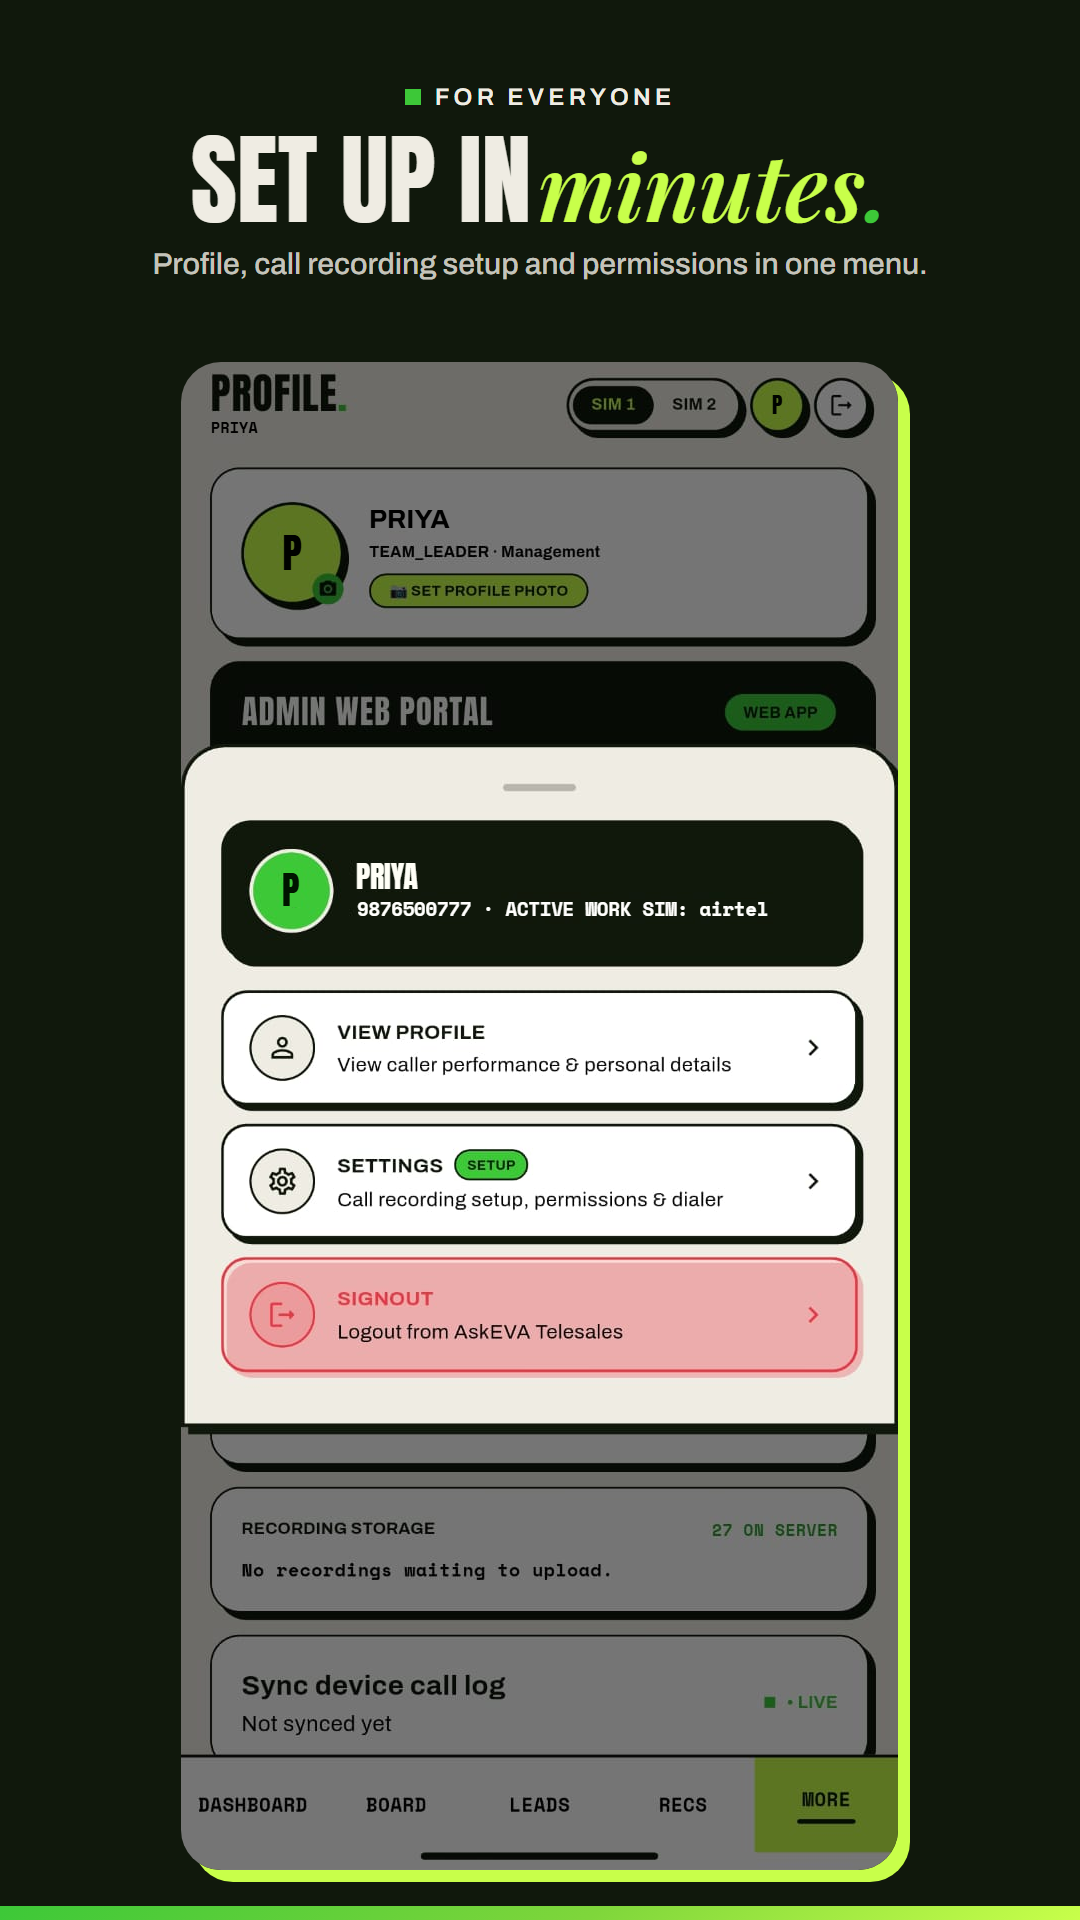 FOR EVERYONE
SET UP IN minutes.
Profile, call recording setup and permissions in one menu.
PROFILE.
PRIYA
SIM 1 SIM 2 P
P
PRIYA
TEAM_LEADER · Management
📷 SET PROFILE PHOTO
ADMIN WEB PORTAL
WEB APP
P
PRIYA
9876500777 · ACTIVE WORK SIM: airtel
VIEW PROFILE
View caller performance & personal details
SETTINGS SETUP
Call recording setup, permissions & dialer
SIGNOUT
Logout from AskEVA Telesales
RECORDING STORAGE
27 ON SERVER
No recordings waiting to upload.
Sync device call log
Not synced yet
• LIVE
DASHBOARD BOARD LEADS RECS MORE